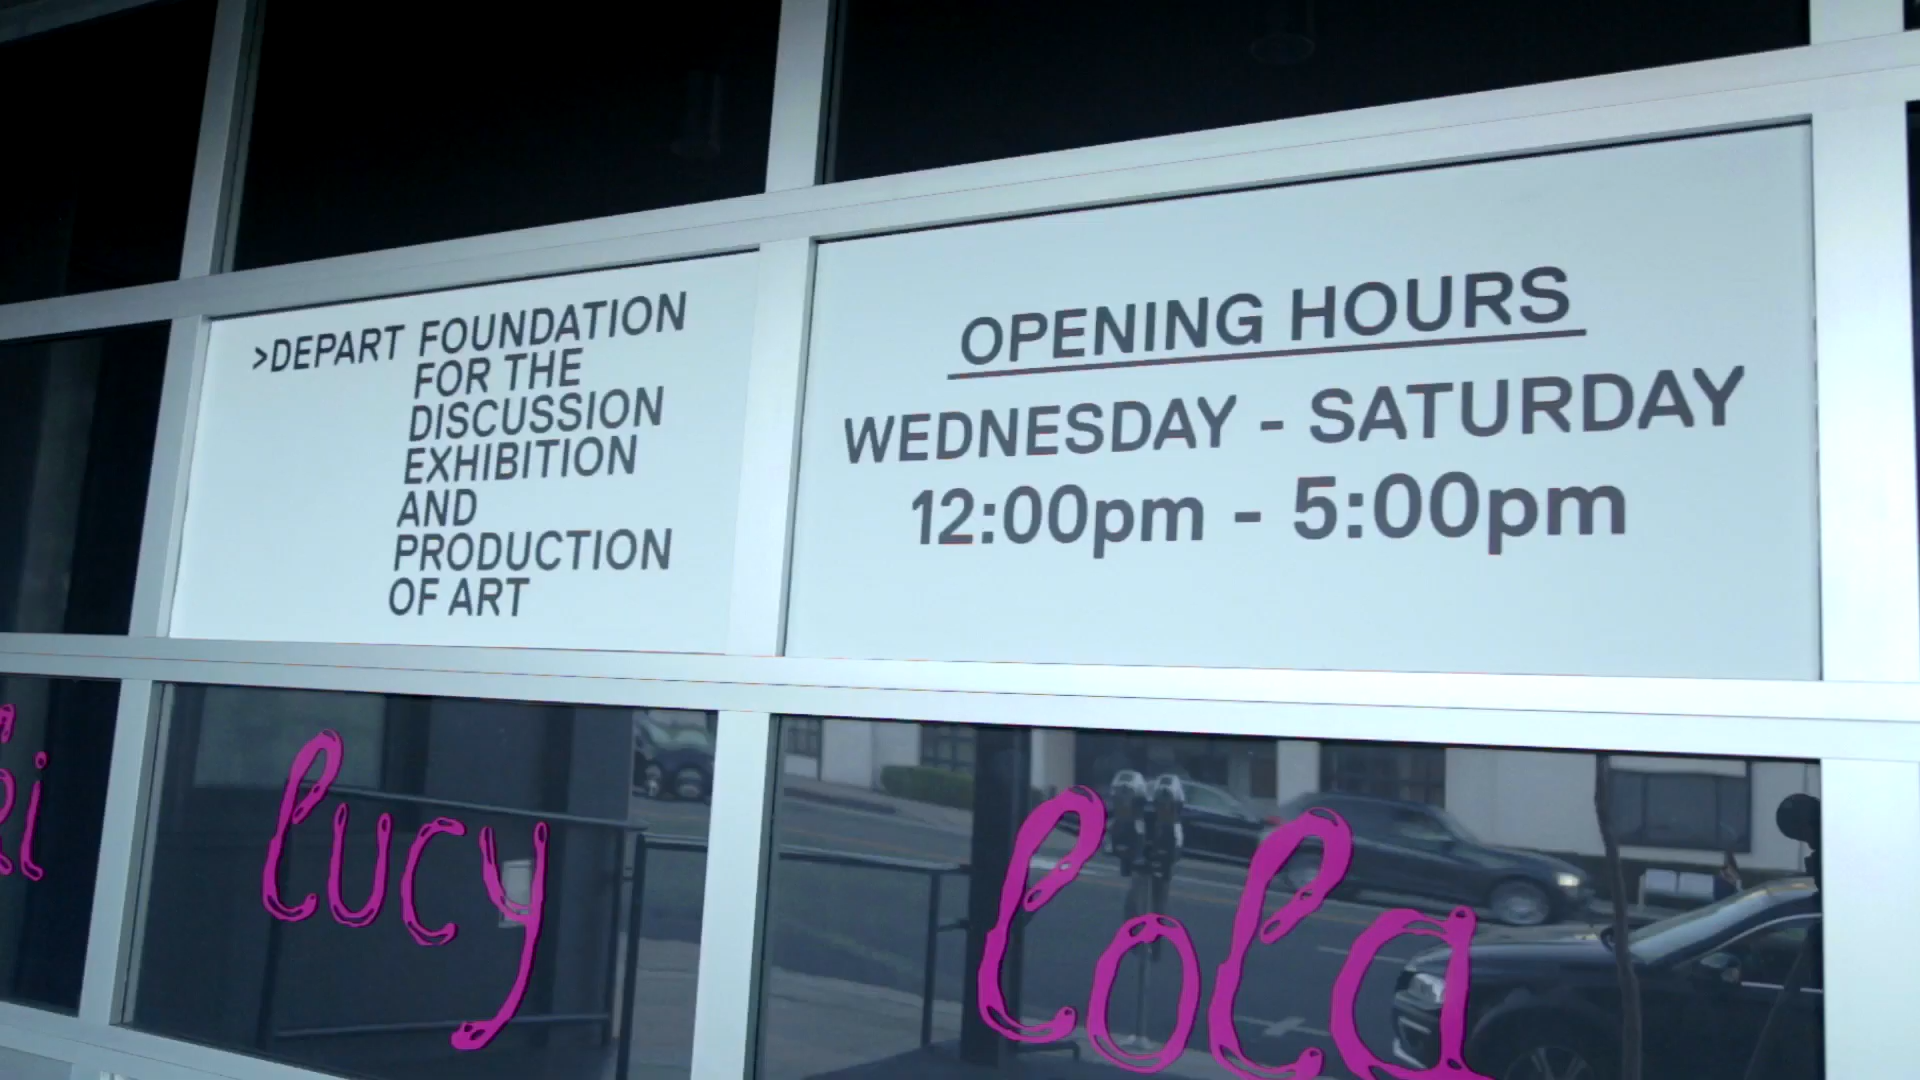 >DEPART FOUNDATION
FOR THE
DISCUSSION
EXHIBITION
AND
PRODUCTION
OF ART
OPENING HOURS
WEDNESDAY - SATURDAY
12:00pm - 5:00pm
lucy
lola